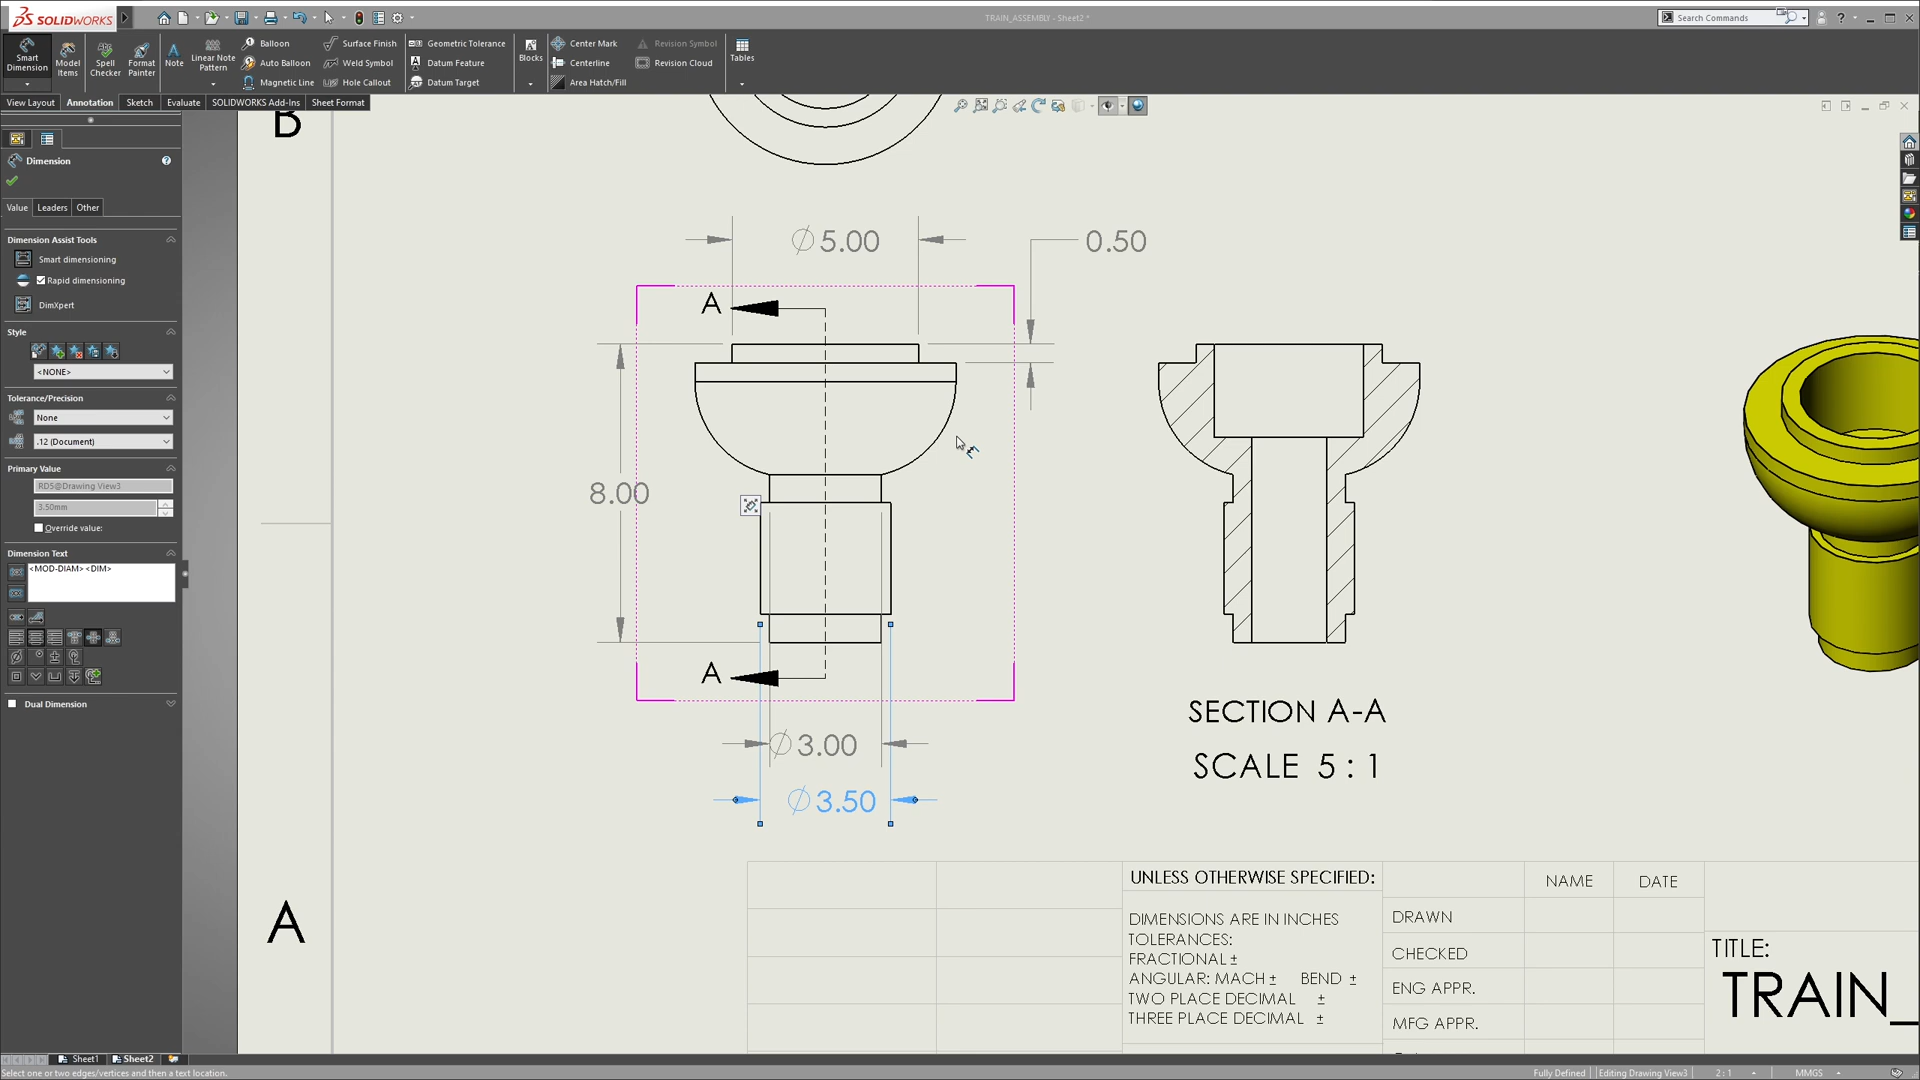 SOLIDWORKS
TRAIN_ASSEMBLY - Sheet2 *
Search Commands
Smart Dimension
Model Items
Spell Checker
Format Painter
Note
Linear Note Pattern
Balloon
Auto Balloon
Magnetic Line
Surface Finish
Weld Symbol
Hole Callout
Geometric Tolerance
Datum Feature
Datum Target
Blocks
Center Mark
Centerline
Area Hatch/Fill
Revision Symbol
Revision Cloud
Tables
View Layout Annotation Sketch Evaluate SOLIDWORKS Add-Ins Sheet Format
Dimension
Value Leaders Other
Dimension Assist Tools
Smart dimensioning
Rapid dimensioning
DimXpert
Style
<NONE>
Tolerance/Precision
None
.12 (Document)
Primary Value
RD5@Drawing View3
3.50mm
Override value:
Dimension Text
<MOD-DIAM><DIM>
Dual Dimension
B
∅5.00
0.50
A
8.00
A
∅3.00
∅3.50
SECTION A-A
SCALE 5 : 1
A
UNLESS OTHERWISE SPECIFIED:
DIMENSIONS ARE IN INCHES
TOLERANCES:
FRACTIONAL ±
ANGULAR: MACH ± BEND ±
TWO PLACE DECIMAL ±
THREE PLACE DECIMAL ±
NAME DATE
DRAWN
CHECKED
ENG APPR.
MFG APPR.
TITLE:
TRAIN_
Sheet1 Sheet2
Select one or two edges/vertices and then a text location.
Fully Defined Editing Drawing View3 2 : 1 MMGS